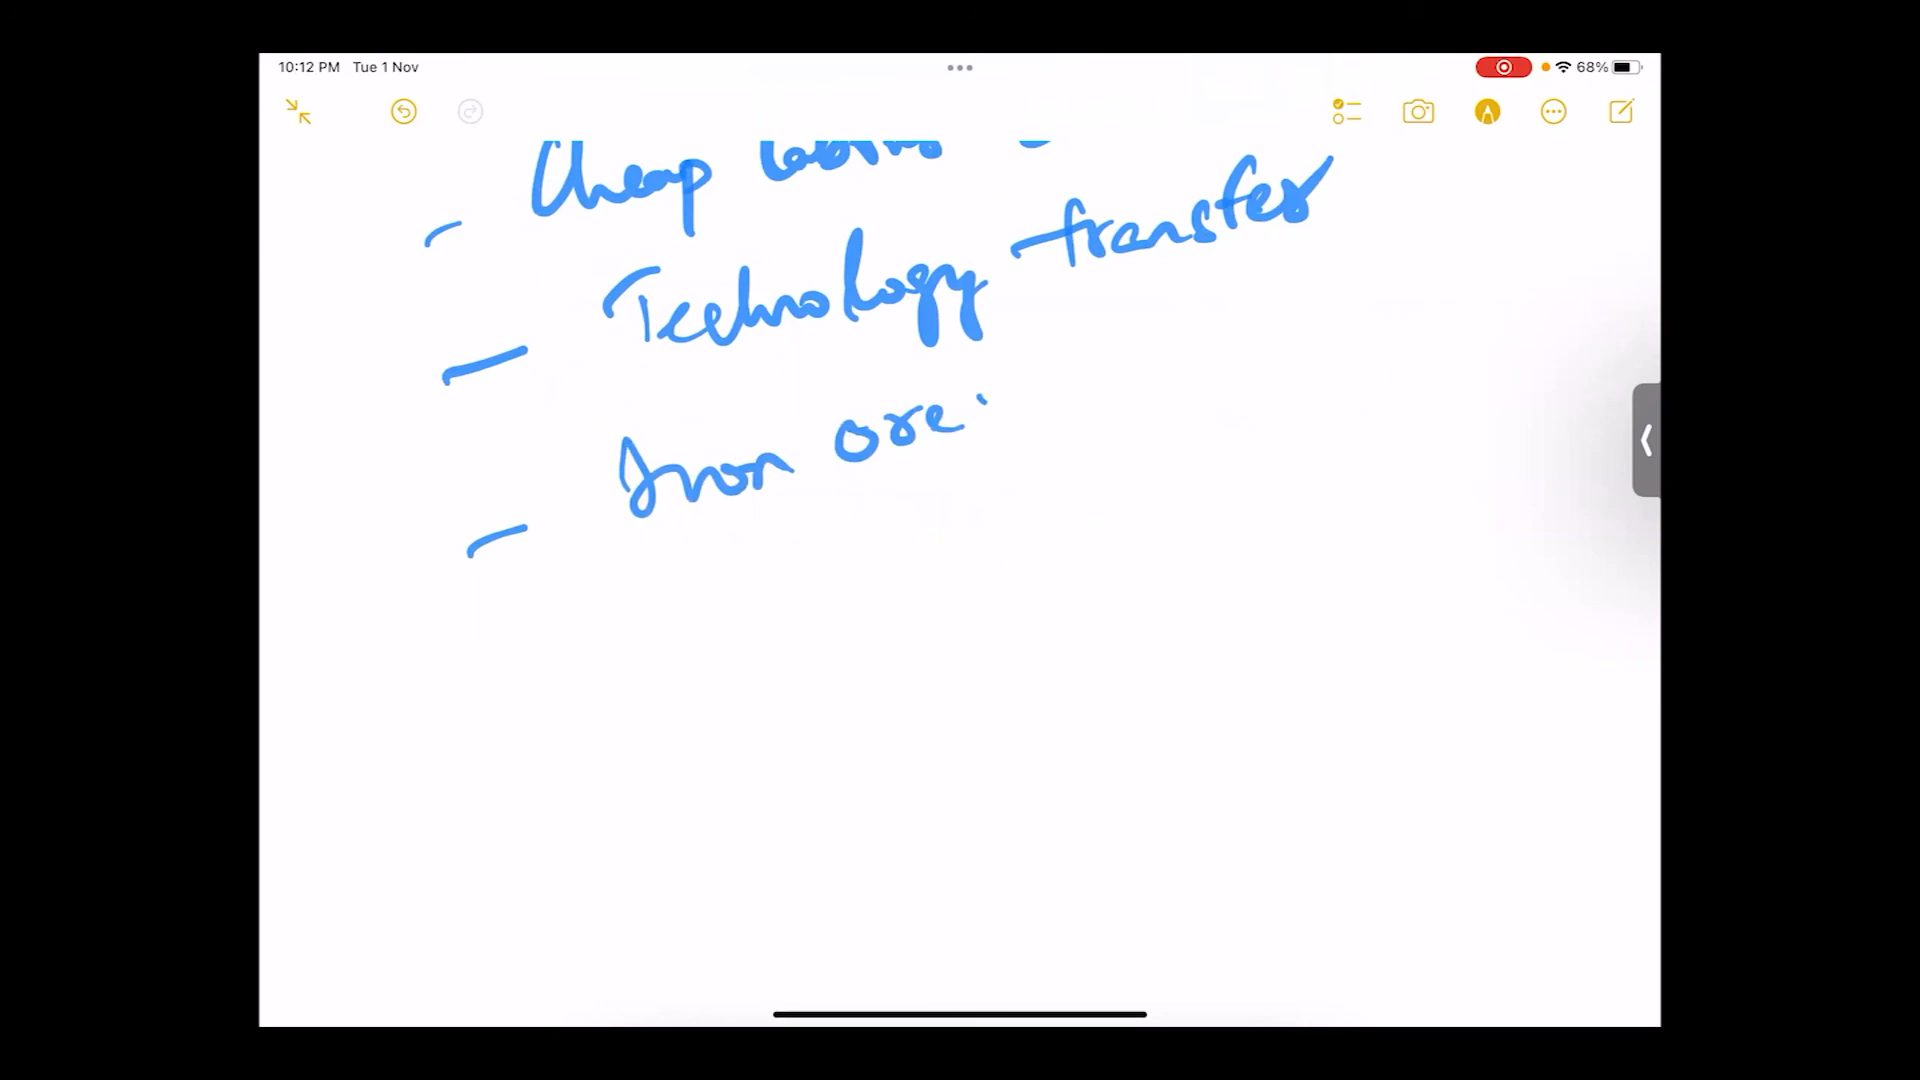 10:12 PM Tue 1 Nov
68%
- Cheap
- Technology transfer
- Iron ore
-